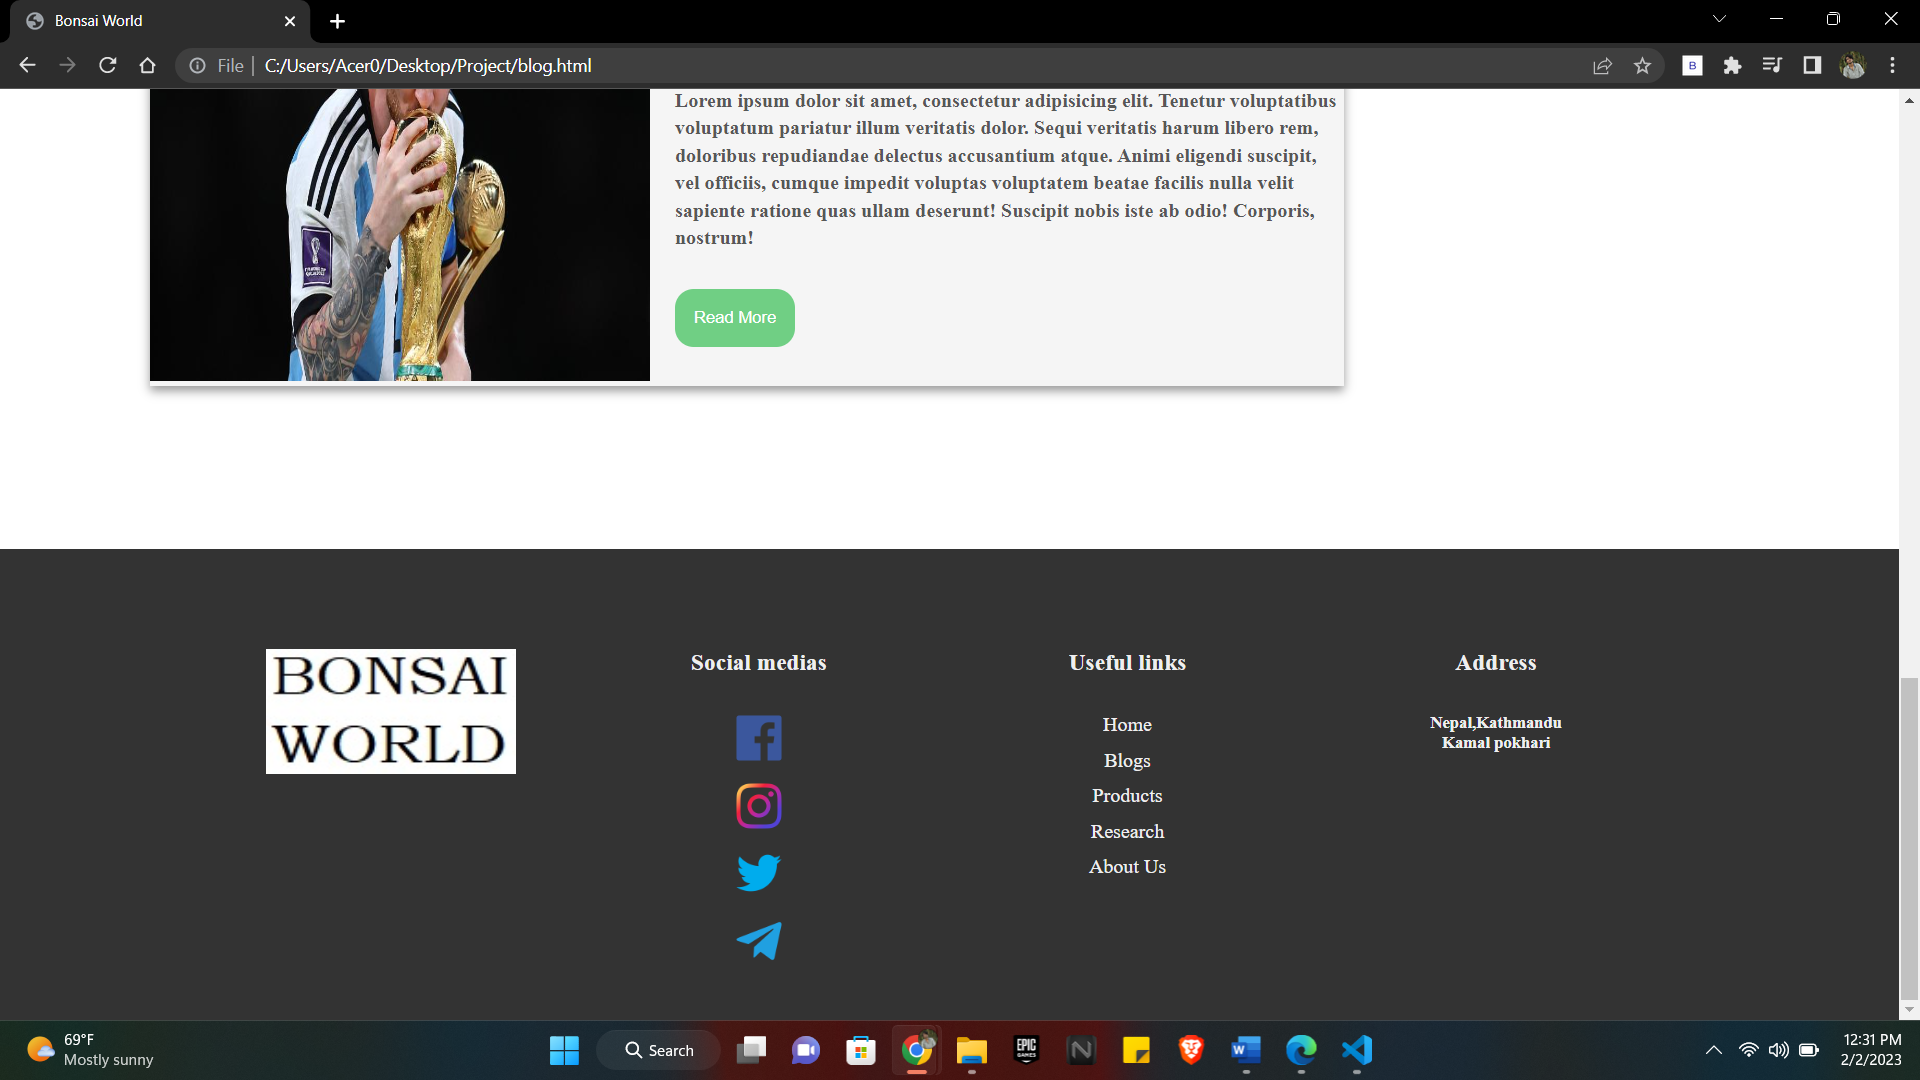 Bonsai World
File
C:/Users/Acer0/Desktop/Project/blog.html
B
Lorem ipsum dolor sit amet, consectetur adipisicing elit. Tenetur voluptatibus
voluptatum pariatur illum veritatis dolor. Sequi veritatis harum libero rem,
doloribus repudiandae delectus accusantium atque. Animi eligendi suscipit,
vel officiis, cumque impedit voluptas voluptatem beatae facilis nulla velit
sapiente ratione quas ullam deserunt! Suscipit nobis iste ab odio! Corporis,
nostrum!
Read More
BONSAI
WORLD
Social medias
Useful links
Home
Blogs
Products
Research
About Us
Address
Nepal,Kathmandu
Kamal pokhari
69°F
Mostly sunny
Search
EPIC
GAMES
N
W
12:31 PM
2/2/2023